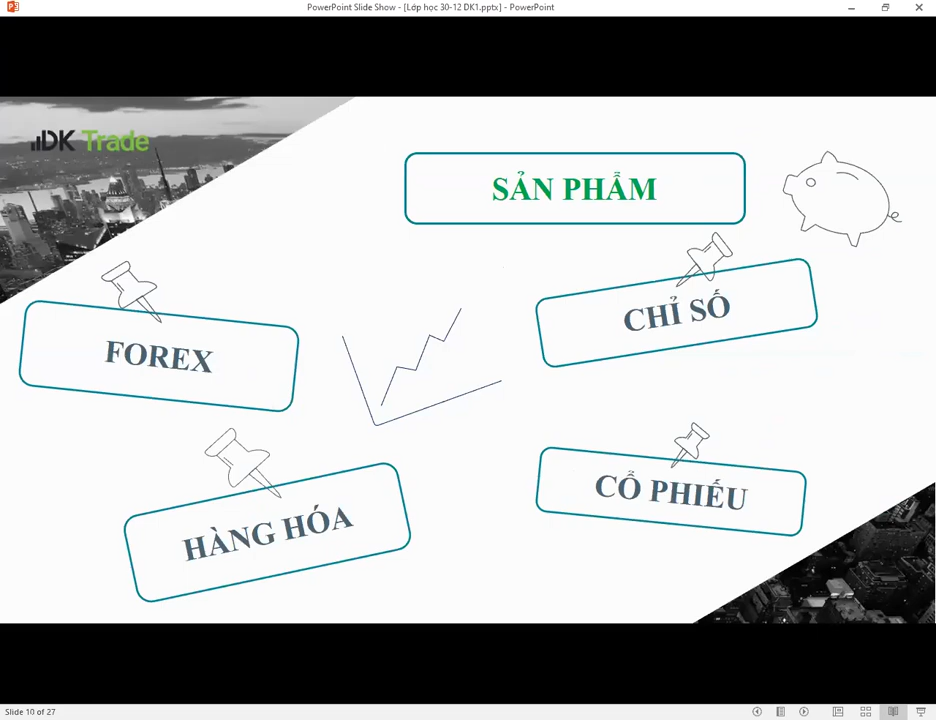 PowerPoint Slide Show - [Lớp học 30-12 DK1.pptx] - PowerPoint
DK Trade
SẢN PHẨM
FOREX
CHỈ SỐ
HÀNG HÓA
CỔ PHIẾU
Slide 10 of 27